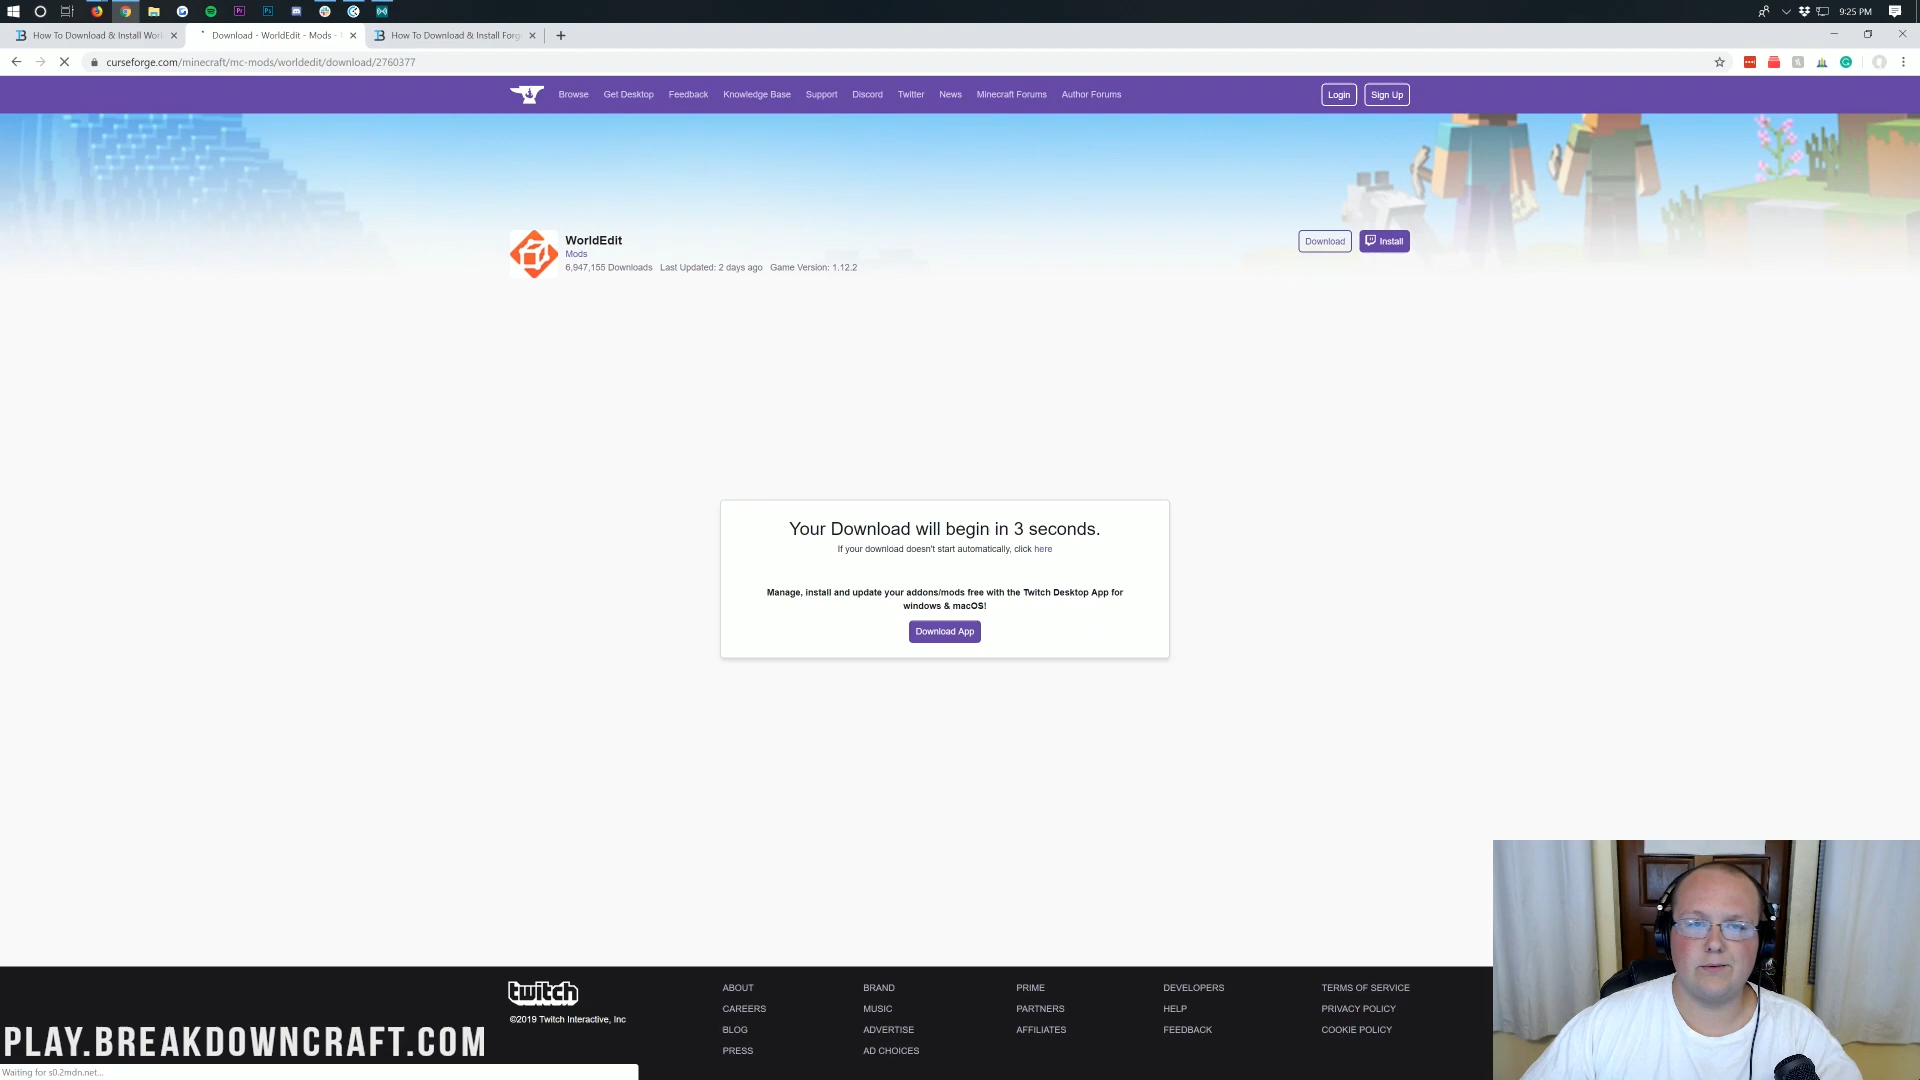 9:25 PM
How To Download & Install Worl
Download - WorldEdit - Mods -
How To Download & Install Forg
curseforge.com/minecraft/mc-mods/worldedit/download/2760377
Browse Get Desktop Feedback Knowledge Base Support Discord Twitter News Minecraft Forums Author Forums Login Sign Up
WorldEdit
Mods
6,947,155 Downloads Last Updated: 2 days ago Game Version: 1.12.2
Download Install
Your Download will begin in 3 seconds.
If your download doesn't start automatically, click here
Manage, install and update your addons/mods free with the Twitch Desktop App for
windows & macOS!
Download App
twitch
©2019 Twitch Interactive, Inc
ABOUT BRAND PRIME DEVELOPERS TERMS OF SERVICE
CAREERS MUSIC PARTNERS HELP PRIVACY POLICY
BLOG ADVERTISE AFFILIATES FEEDBACK COOKIE POLICY
PRESS AD CHOICES
PLAY.BREAKDOWNCRAFT.COM
Waiting for s0.2mdn.net...